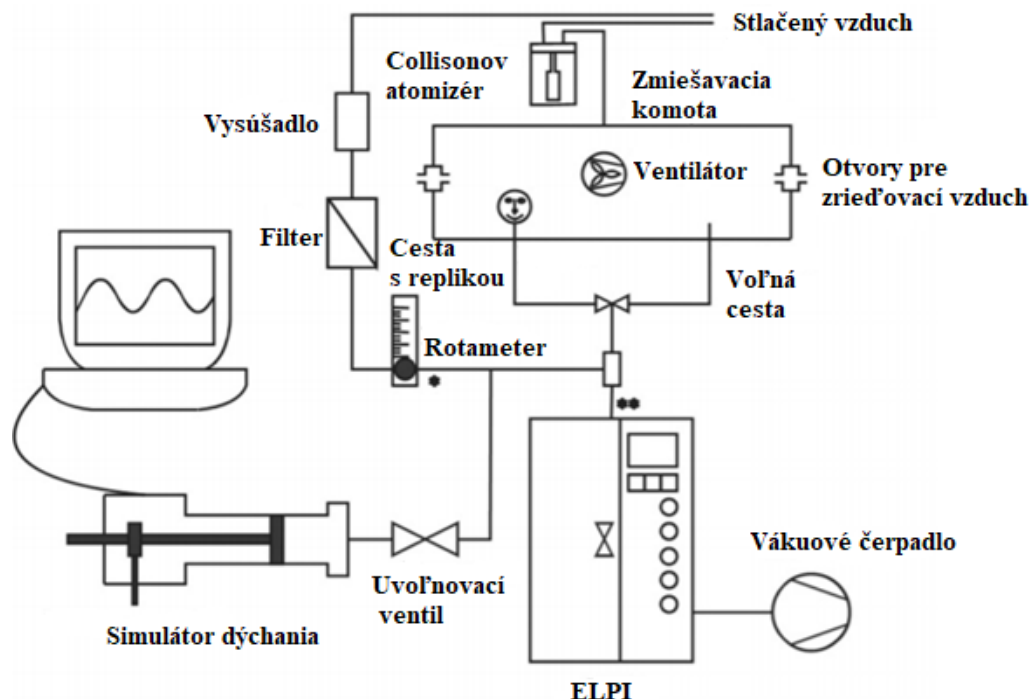 Stlačený vzduch
Collisonov
atomizér
Zmiešavacia
komota
Vysúšadlo
Ventilátor
Otvory pre
zrieďovací vzduch
Filter
Cesta
s replikou
Voľná
cesta
Rotameter
*
**
Uvoľnovací
ventil
Vákuové čerpadlo
Simulátor dýchania
ELPI